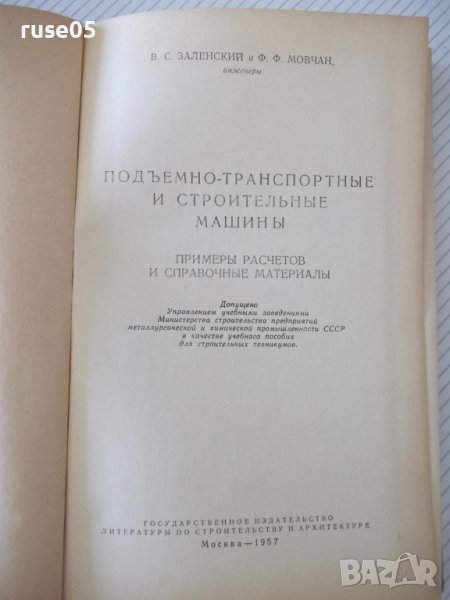 ruse05
В. С. ЗАЛЕНСКИЙ и Ф. Ф. МОВЧАН,
инженеры
ПОДЪЕМНО-ТРАНСПОРТНЫЕ
И СТРОИТЕЛЬНЫЕ
МАШИНЫ
ПРИМЕРЫ РАСЧЕТОВ
И СПРАВОЧНЫЕ МАТЕРИАЛЫ
Допущено
Управлением учебными заведениями
Министерства строительства предприятий
металлургической и химической промышленности СССР
в качестве учебного пособия
для строительных техникумов.
ГОСУДАРСТВЕННОЕ ИЗДАТЕЛЬСТВО
ЛИТЕРАТУРЫ ПО СТРОИТЕЛЬСТВУ И АРХИТЕКТУРЕ
Москва—1957
BAZAR